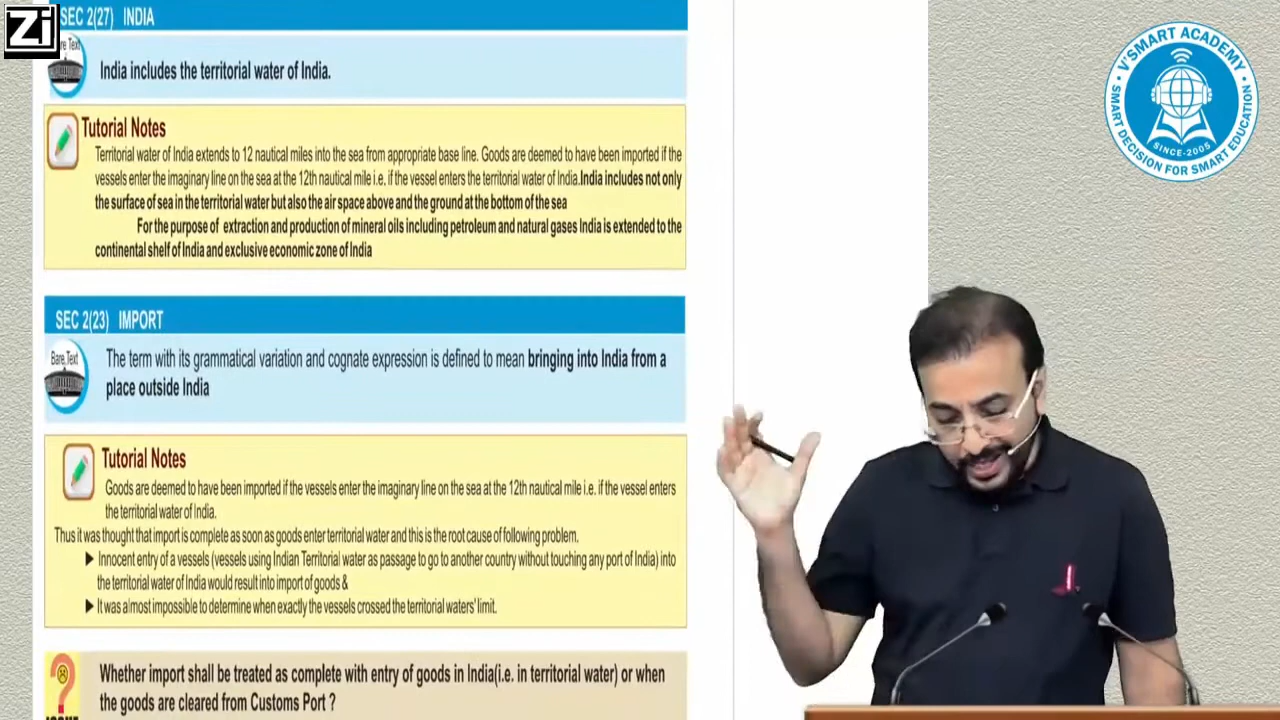 Zi
SEC 2(27) INDIA
India includes the territorial water of India.
Tutorial Notes
Territorial water of India extends to 12 nautical miles into the sea from appropriate base line. Goods are deemed to have been imported if the
vessels enter the imaginary line on the sea at the 12th nautical mile i.e. if the vessel enters the territorial water of India.India includes not only
the surface of sea in the territorial water but also the air space above and the ground at the bottom of the sea
For the purpose of extraction and production of mineral oils including petroleum and natural gases India is extended to the
continental shelf of India and exclusive economic zone of India
SEC 2(23) IMPORT
Bare Text
The term with its grammatical variation and cognate expression is defined to mean bringing into India from a
place outside India
Tutorial Notes
Goods are deemed to have been imported if the vessels enter the imaginary line on the sea at the 12th nautical mile i.e. if the vessel enters
the territorial water of India.
Thus it was thought that import is complete as soon as goods enter territorial water and this is the root cause of following problem.
Innocent entry of a vessels (vessels using Indian Territorial water as passage to go to another country without touching any port of India) into
the territorial water of India would result into import of goods &
It was almost impossible to determine when exactly the vessels crossed the territorial waters' limit.
Whether import shall be treated as complete with entry of goods in India(i.e. in territorial water) or when
the goods are cleared from Customs Port ?
V'SMART ACADEMY
SMART DECISION FOR SMART EDUCATION
SINCE-2005